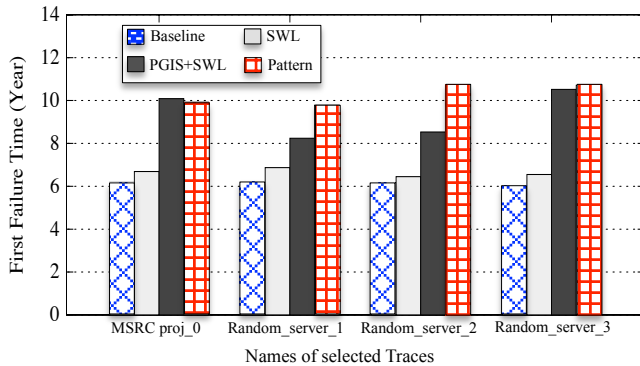 14
12
10
8
6
4
2
0
First Failure Time (Year)
Baseline
SWL
PGIS+SWL
Pattern
MSRC proj_0
Random_server_1
Random_server_2
Random_server_3
Names of selected Traces